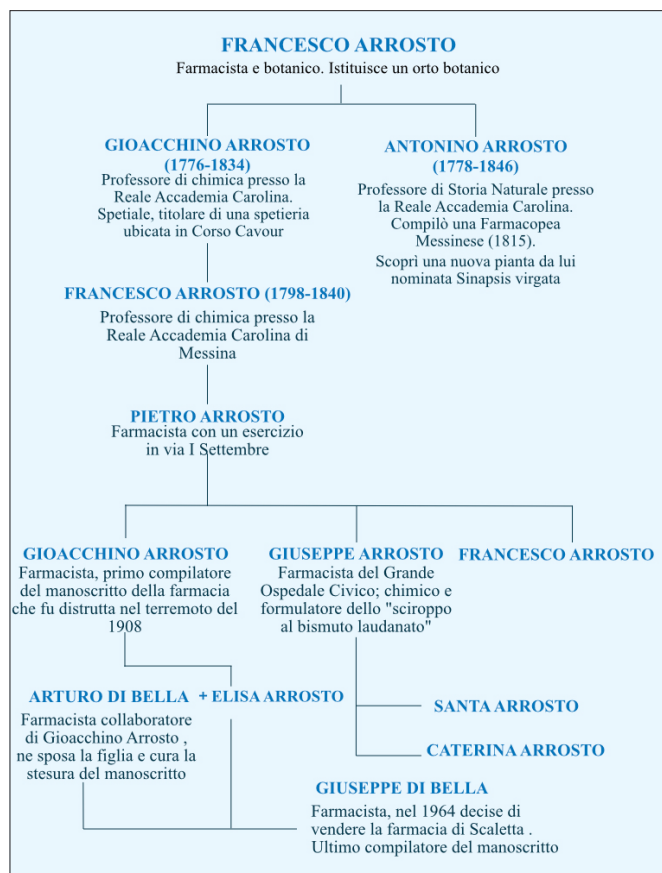 FRANCESCO ARROSTO
Farmacista e botanico. Istituisce un orto botanico
GIOACCHINO ARROSTO
(1776-1834)
Professore di chimica presso la
Reale Accademia Carolina.
Spetiale, titolare di una spetieria
ubicata in Corso Cavour
ANTONINO ARROSTO
(1778-1846)
Professore di Storia Naturale presso
la Reale Accademia Carolina.
Compilò una Farmacopea
Messinese (1815).
Scoprì una nuova pianta da lui
nominata Sinapsis virgata
FRANCESCO ARROSTO (1798-1840)
Professore di chimica presso la
Reale Accademia Carolina di
Messina
PIETRO ARROSTO
Farmacista con un esercizio
in via I Settembre
GIOACCHINO ARROSTO
Farmacista, primo compilatore
del manoscritto della farmacia
che fu distrutta nel terremoto del
1908
GIUSEPPE ARROSTO
Farmacista del Grande
Ospedale Civico; chimico e
formulatore dello "sciroppo
al bismuto laudanato"
FRANCESCO ARROSTO
ARTURO DI BELLA + ELISA ARROSTO
Farmacista collaboratore
di Gioacchino Arrosto ,
ne sposa la figlia e cura la
stesura del manoscritto
SANTA ARROSTO
CATERINA ARROSTO
GIUSEPPE DI BELLA
Farmacista, nel 1964 decise di
vendere la farmacia di Scaletta .
Ultimo compilatore del manoscritto